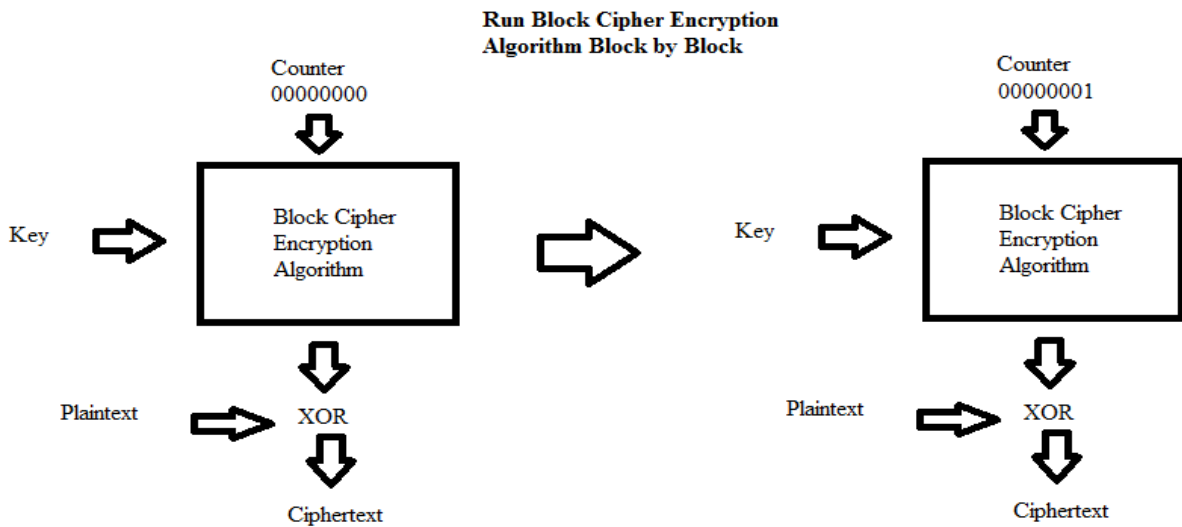 Run Block Cipher Encryption
Algorithm Block by Block
Counter
00000000
Key
Block Cipher
Encryption
Algorithm
Plaintext
XOR
Ciphertext
Counter
00000001
Key
Block Cipher
Encryption
Algorithm
Plaintext
XOR
Ciphertext